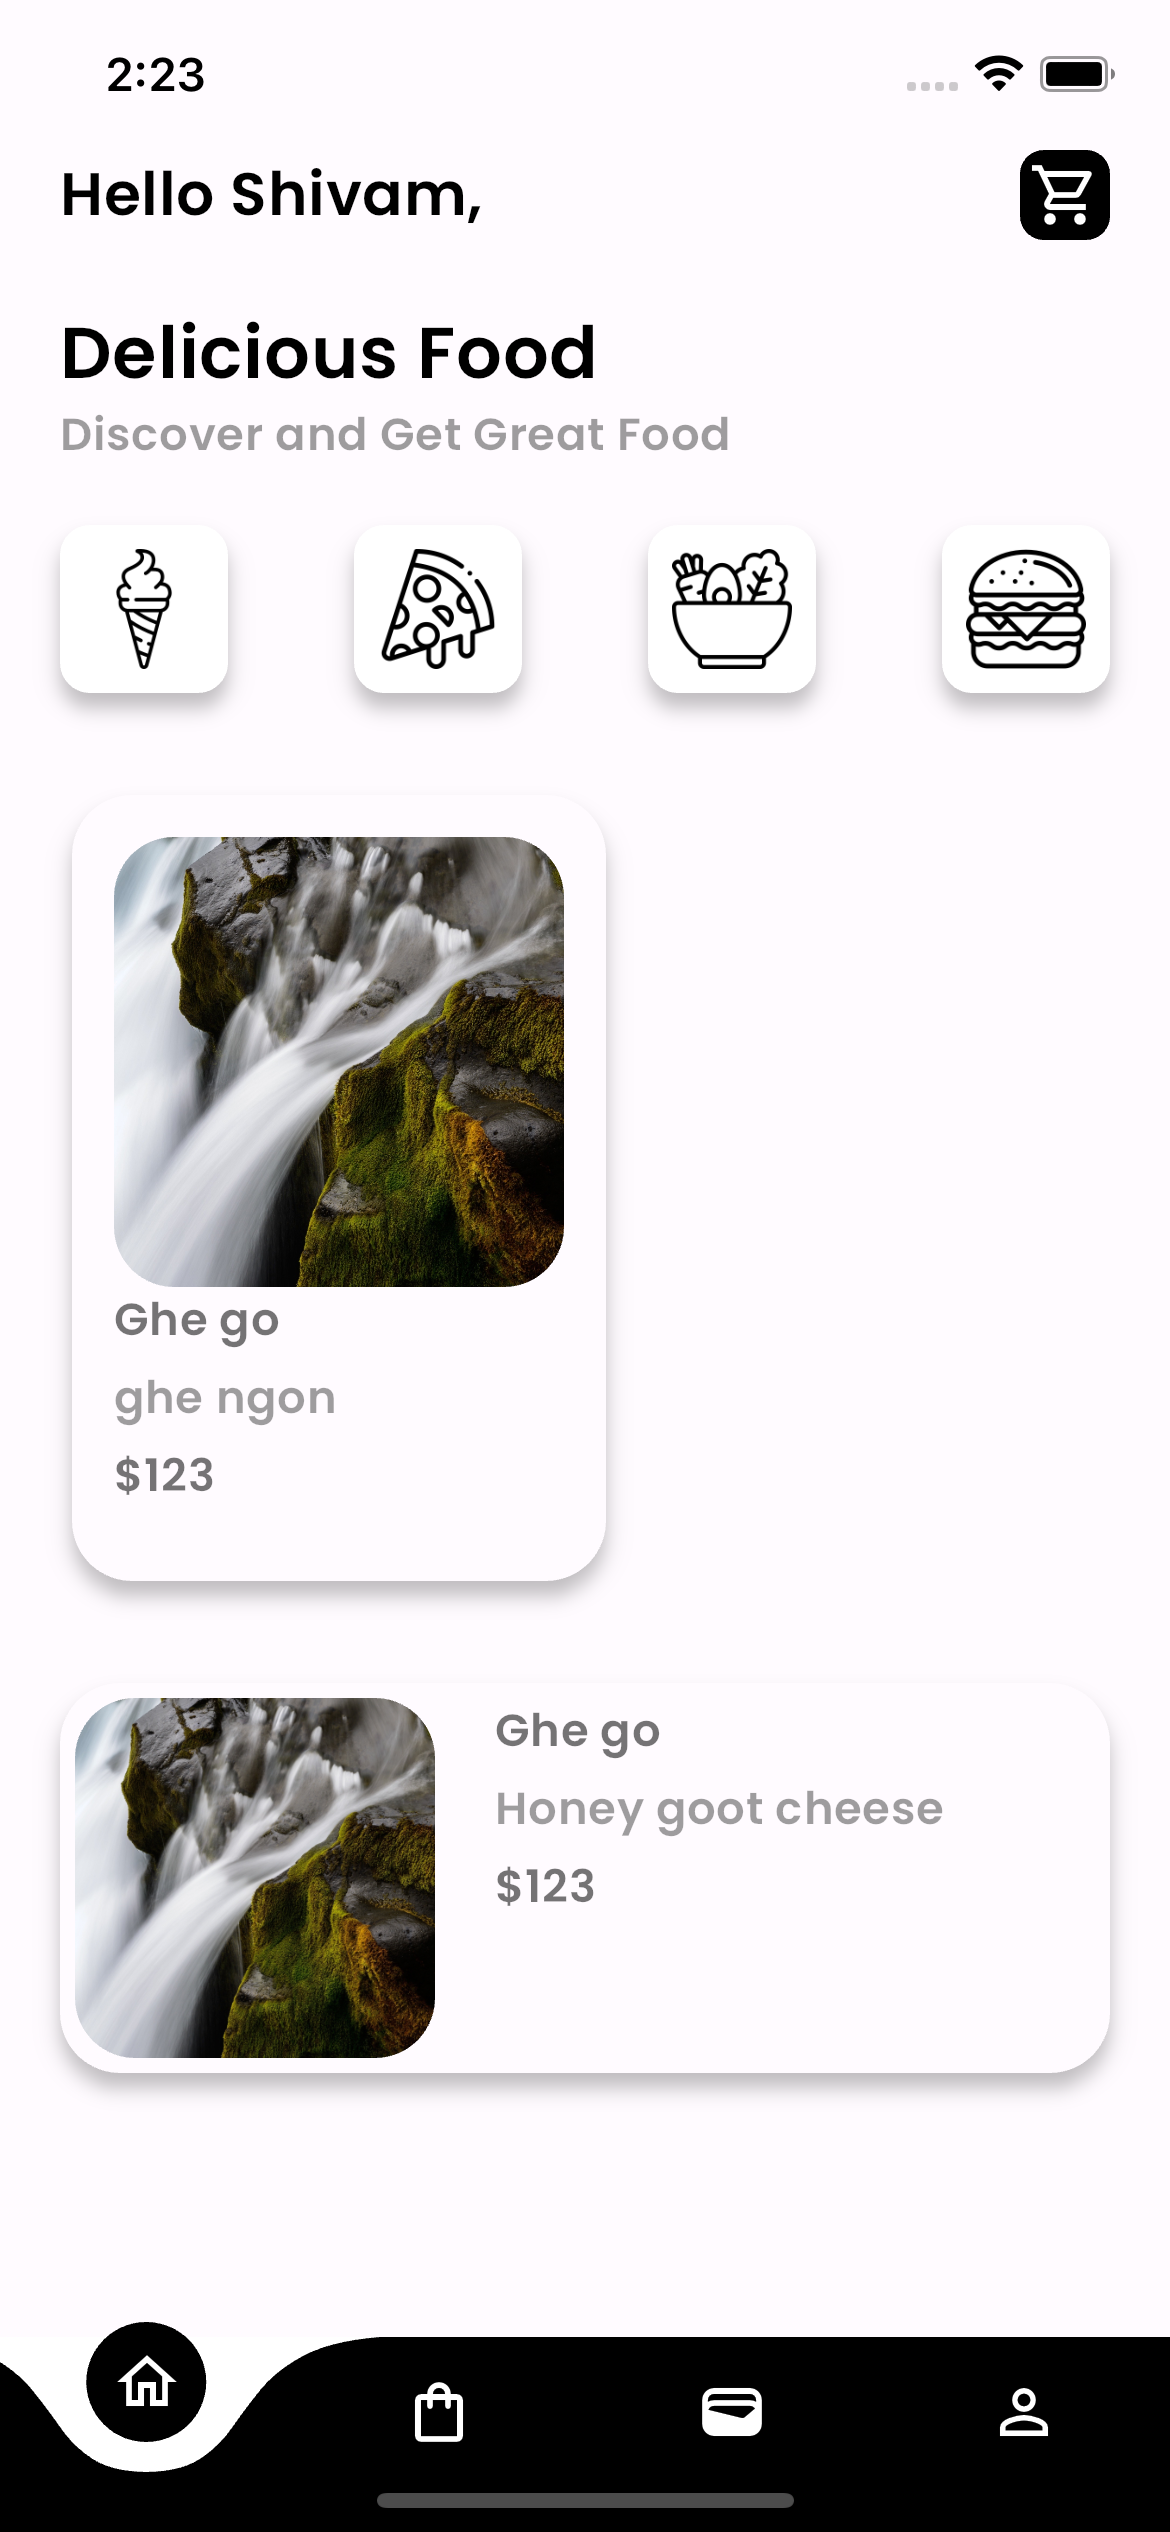 2:23
Hello Shivam,
Delicious Food
Discover and Get Great Food
Ghe go
ghe ngon
$123
Ghe go
Honey goot cheese
$123